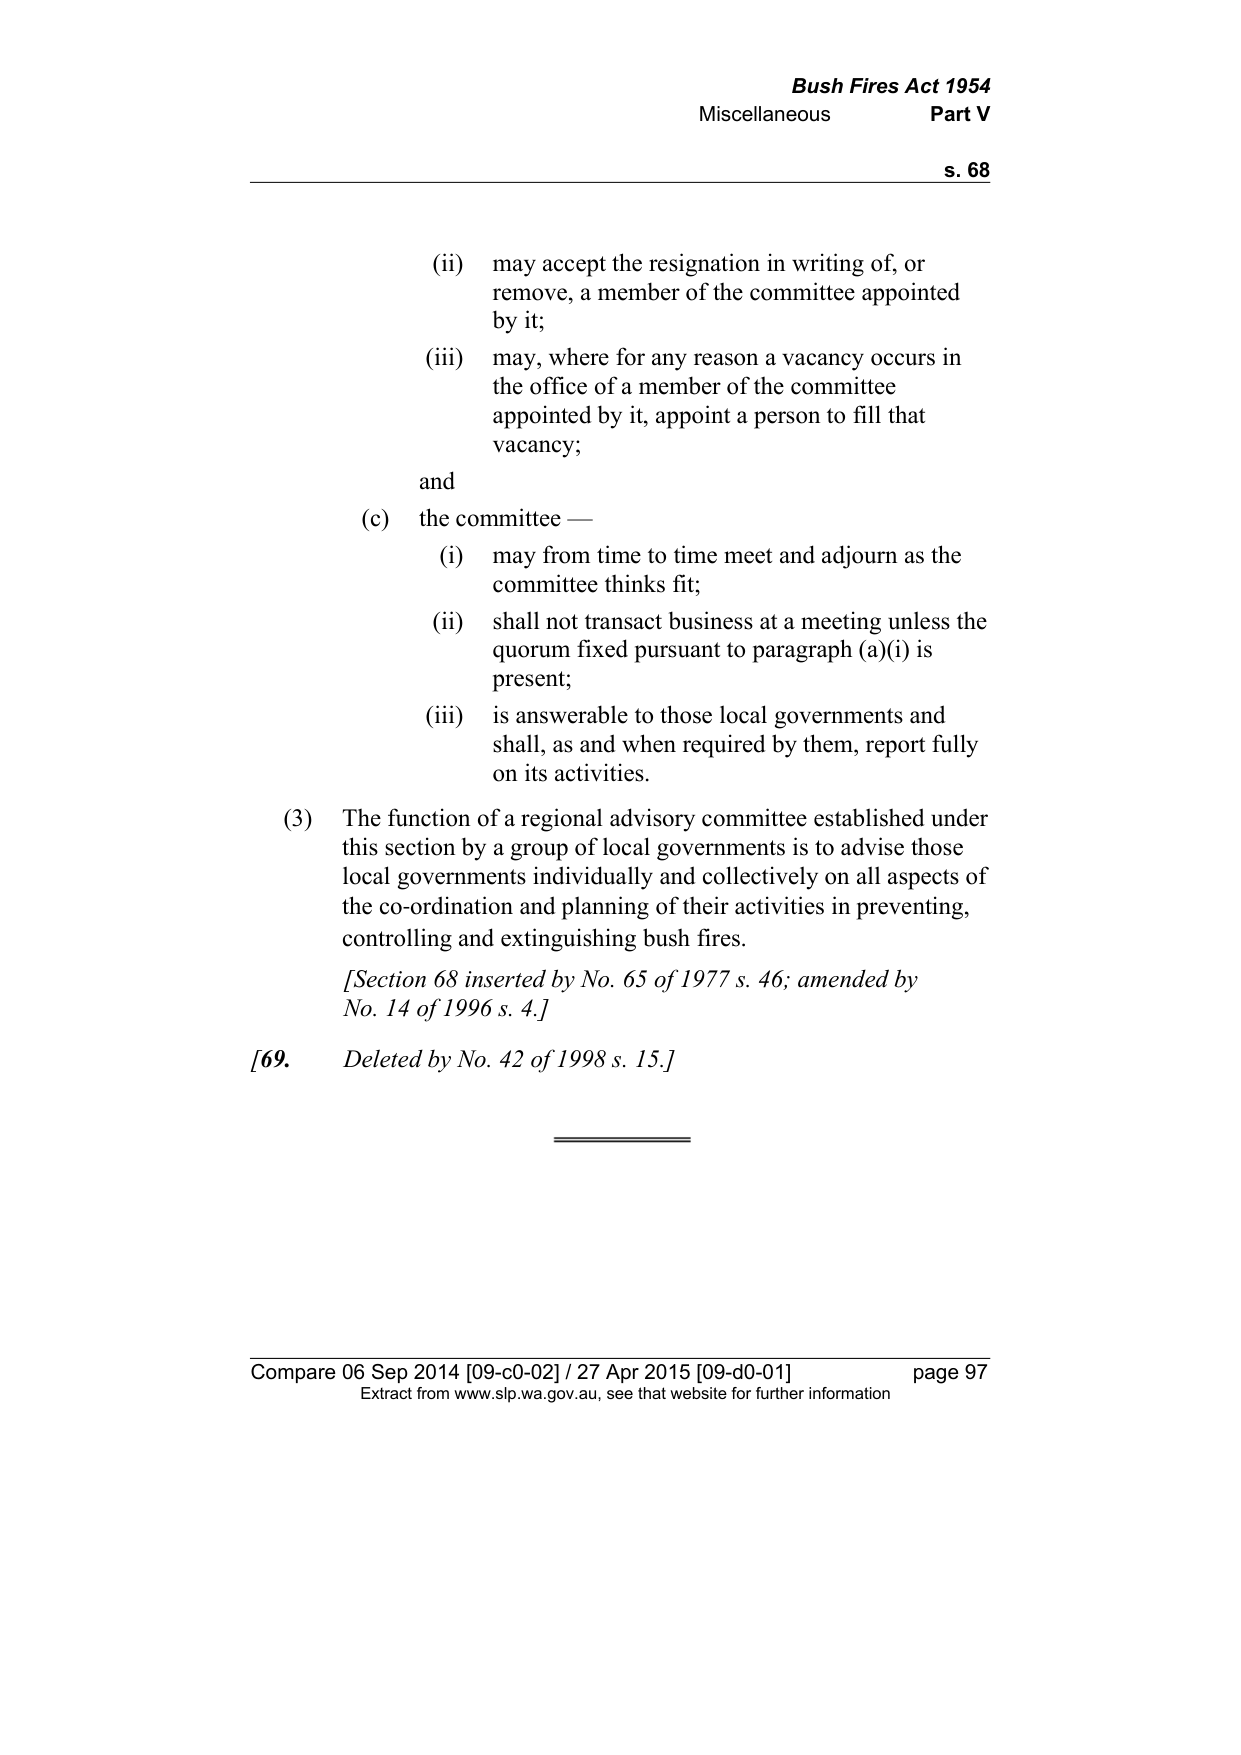 Bush Fires Act 1954
Miscellaneous Part V
s. 68
(ii) may accept the resignation in writing of, or
remove, a member of the committee appointed
by it;
(iii) may, where for any reason a vacancy occurs in
the office of a member of the committee
appointed by it, appoint a person to fill that
vacancy;
and
(c) the committee —
(i) may from time to time meet and adjourn as the
committee thinks fit;
(ii) shall not transact business at a meeting unless the
quorum fixed pursuant to paragraph (a)(i) is
present;
(iii) is answerable to those local governments and
shall, as and when required by them, report fully
on its activities.
(3) The function of a regional advisory committee established under
this section by a group of local governments is to advise those
local governments individually and collectively on all aspects of
the co-ordination and planning of their activities in preventing,
controlling and extinguishing bush fires.
[Section 68 inserted by No. 65 of 1977 s. 46; amended by
No. 14 of 1996 s. 4.]
[69. Deleted by No. 42 of 1998 s. 15.]
Compare 06 Sep 2014 [09-c0-02] / 27 Apr 2015 [09-d0-01] page 97
Extract from www.slp.wa.gov.au, see that website for further information